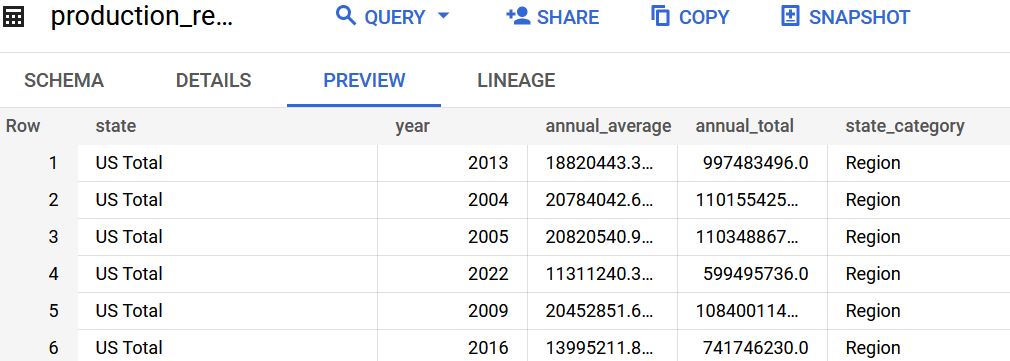 production_re... QUERY SHARE COPY SNAPSHOT
SCHEMA DETAILS PREVIEW LINEAGE
Row state year annual_average annual_total state_category
1 US Total 2013 18820443.3... 997483496.0 Region
2 US Total 2004 20784042.6... 110155425... Region
3 US Total 2005 20820540.9... 110348867... Region
4 US Total 2022 11311240.3... 599495736.0 Region
5 US Total 2009 20452851.6... 108400114... Region
6 US Total 2016 13995211.8... 741746230.0 Region